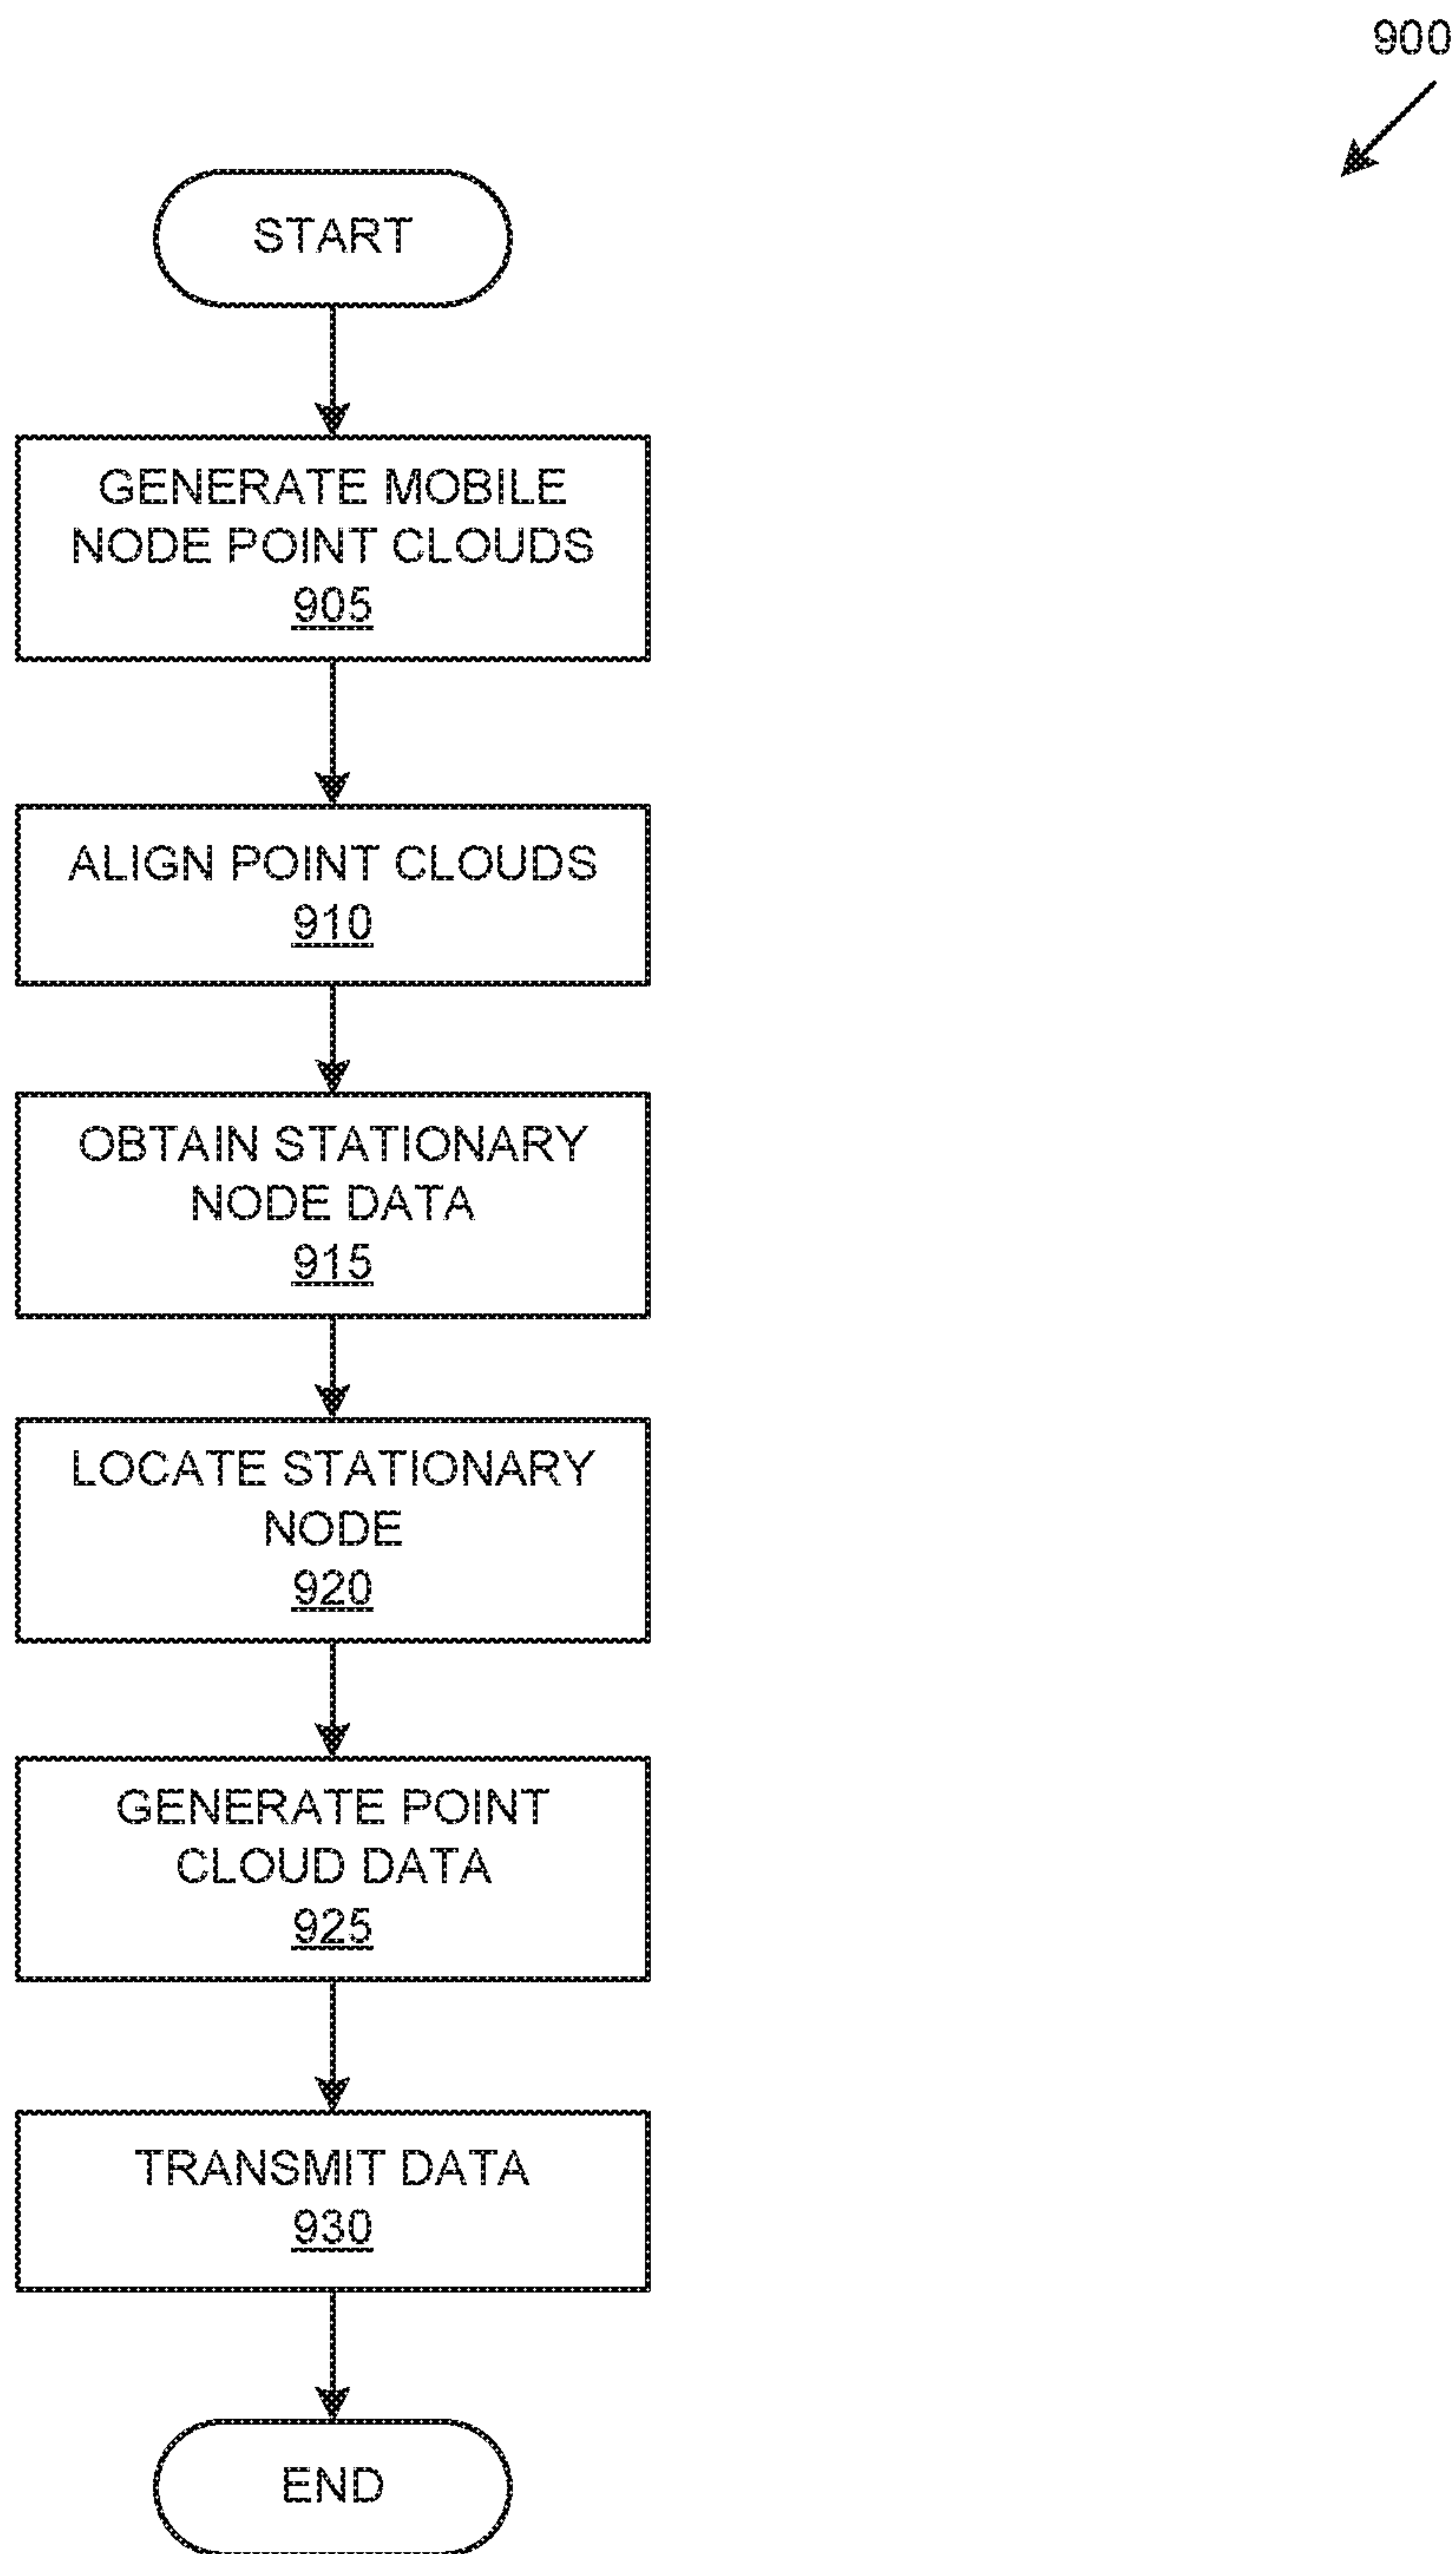 900
START
GENERATE MOBILE
NODE POINT CLOUDS
905
ALIGN POINT CLOUDS
910
OBTAIN STATIONARY
NODE DATA
915
LOCATE STATIONARY
NODE
920
GENERATE POINT
CLOUD DATA
925
TRANSMIT DATA
930
END